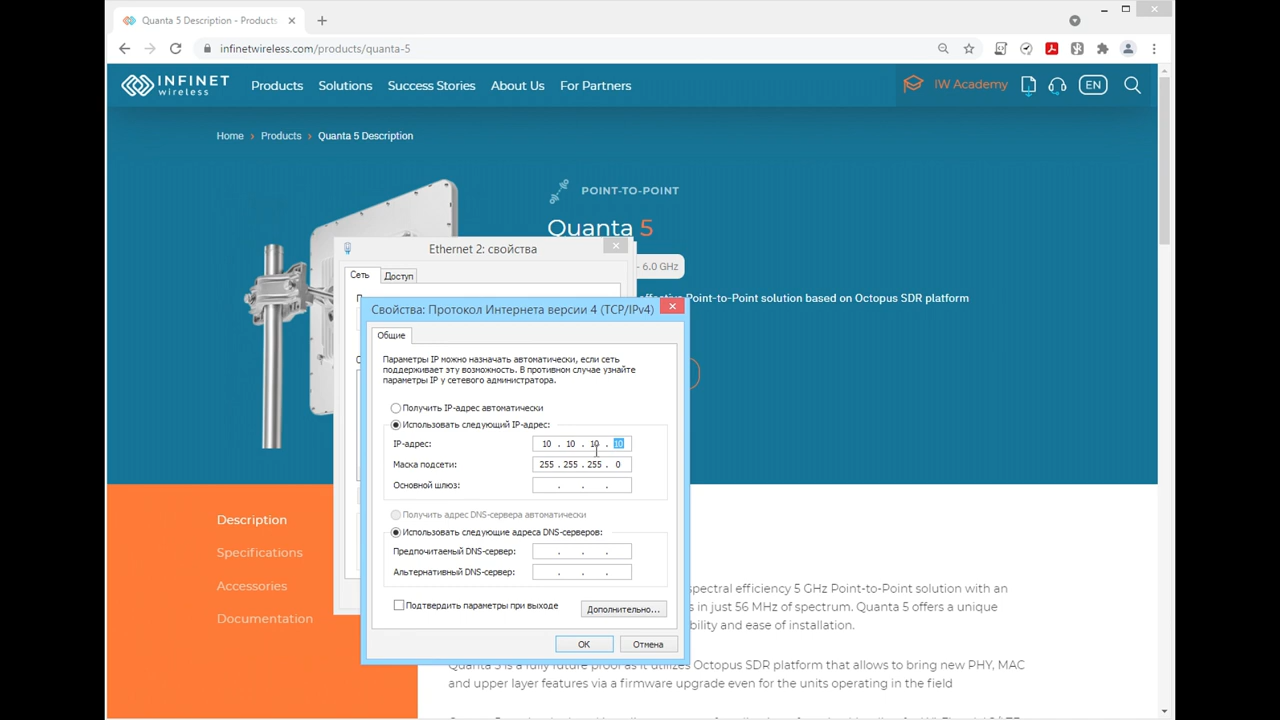 Quanta 5 Description - Products
infinetwireless.com/products/quanta-5
INFINET
wireless
Products
Solutions
Success Stories
About Us
For Partners
IW Academy
EN
Home
Products
Quanta 5 Description
POINT-TO-POINT
Quanta 5
- 6.0 GHz
Point-to-Point solution based on Octopus SDR platform
Ethernet 2: свойства
Сеть
Доступ
Свойства: Протокол Интернета версии 4 (TCP/IPv4)
Общие
Параметры IP можно назначать автоматически, если сеть
поддерживает эту возможность. В противном случае узнайте
параметры IP у сетевого администратора.
Получить IP-адрес автоматически
Использовать следующий IP-адрес:
IP-адрес:
10 . 10 . 10 . 10
Маска подсети:
255 . 255 . 255 . 0
Основной шлюз:
. . .
Получить адрес DNS-сервера автоматически
Использовать следующие адреса DNS-серверов:
Предпочитаемый DNS-сервер:
. . .
Альтернативный DNS-сервер:
. . .
Подтвердить параметры при выходе
Дополнительно...
OK
Отмена
Description
Specifications
Accessories
Documentation
spectral efficiency 5 GHz Point-to-Point solution with an
in just 56 MHz of spectrum. Quanta 5 offers a unique
and ease of installation.
Quanta 5 is a fully future proof as it utilizes Octopus SDR platform that allows to bring new PHY, MAC
and upper layer features via a firmware upgrade even for the units operating in the field